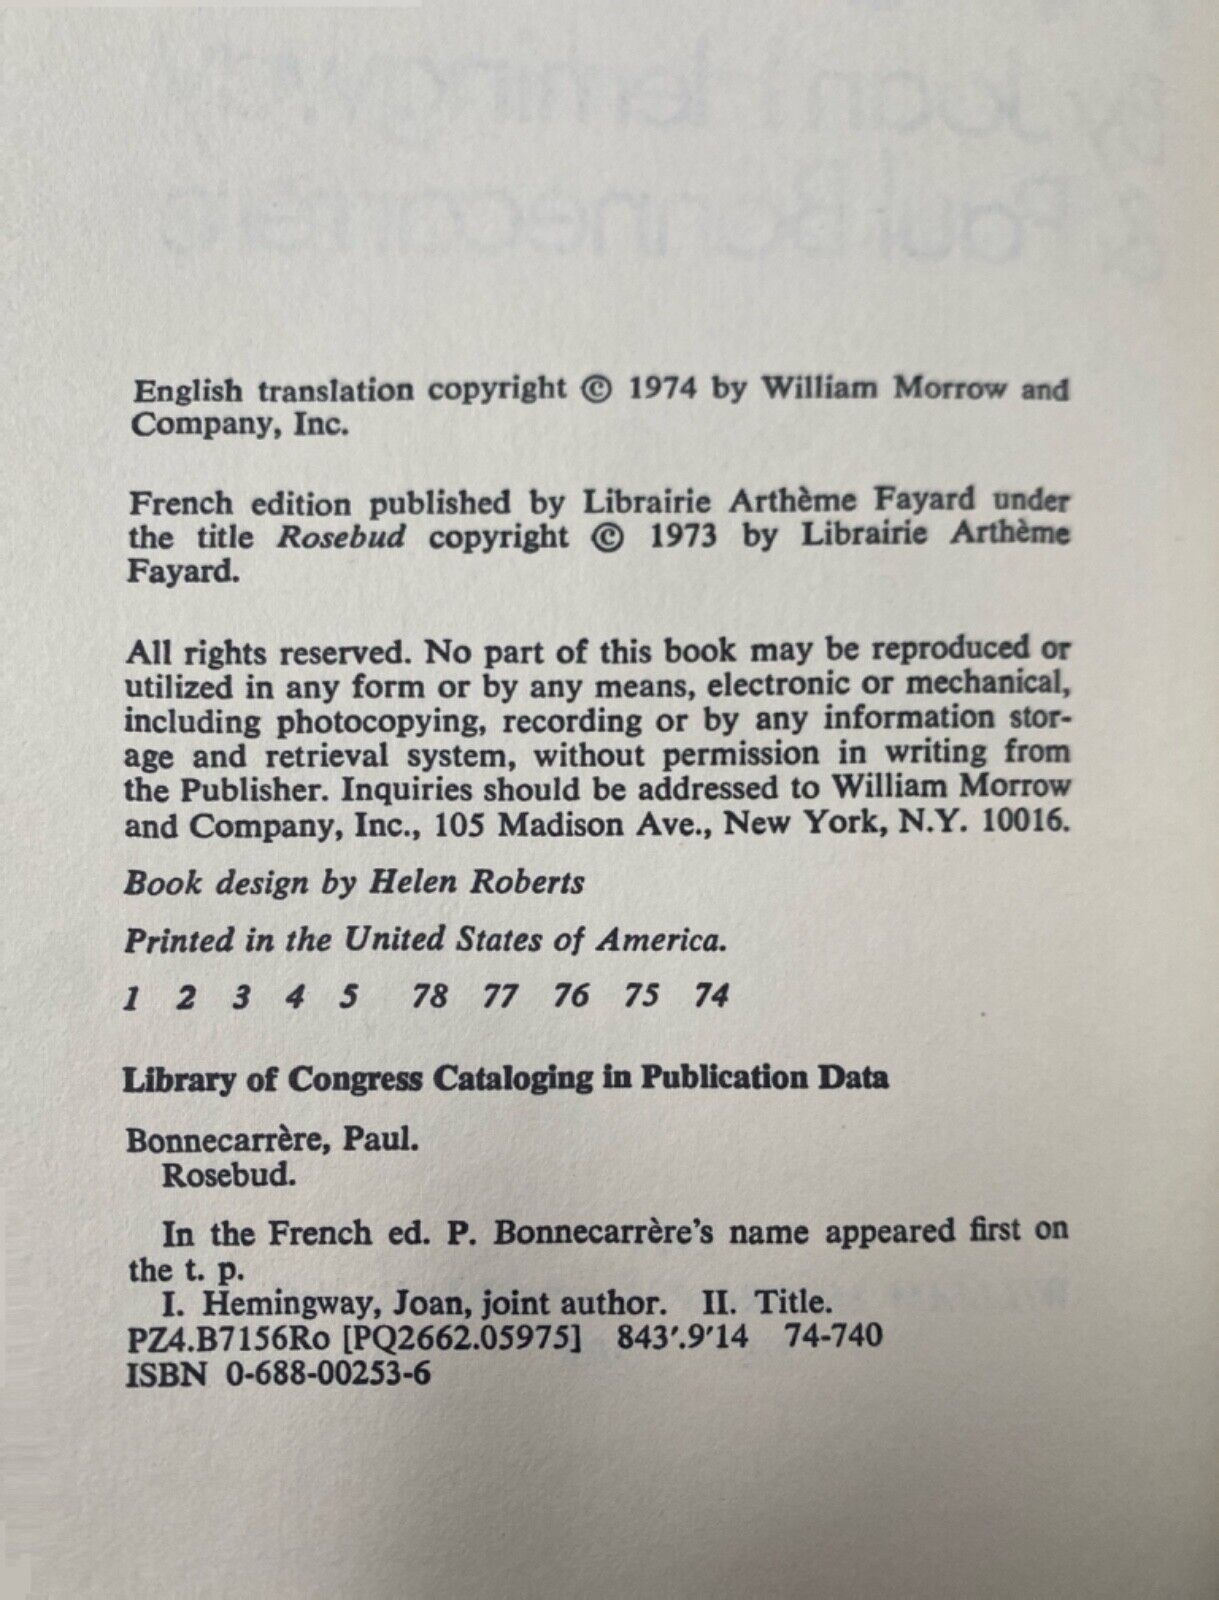 By Joan Hemingway
& Paul Bonnecarrère
English translation copyright © 1974 by William Morrow and
Company, Inc.
French edition published by Librairie Arthème Fayard under
the title Rosebud copyright © 1973 by Librairie Arthème
Fayard.
All rights reserved. No part of this book may be reproduced or
utilized in any form or by any means, electronic or mechanical,
including photocopying, recording or by any information stor-
age and retrieval system, without permission in writing from
the Publisher. Inquiries should be addressed to William Morrow
and Company, Inc., 105 Madison Ave., New York, N.Y. 10016.
Book design by Helen Roberts
Printed in the United States of America.
1 2 3 4 5 78 77 76 75 74
Library of Congress Cataloging in Publication Data
Bonnecarrère, Paul.
Rosebud.
In the French ed. P. Bonnecarrère's name appeared first on
the t. p.
I. Hemingway, Joan, joint author. II. Title.
PZ4.B7156Ro [PQ2662.05975] 843'.9'14 74-740
ISBN 0-688-00253-6